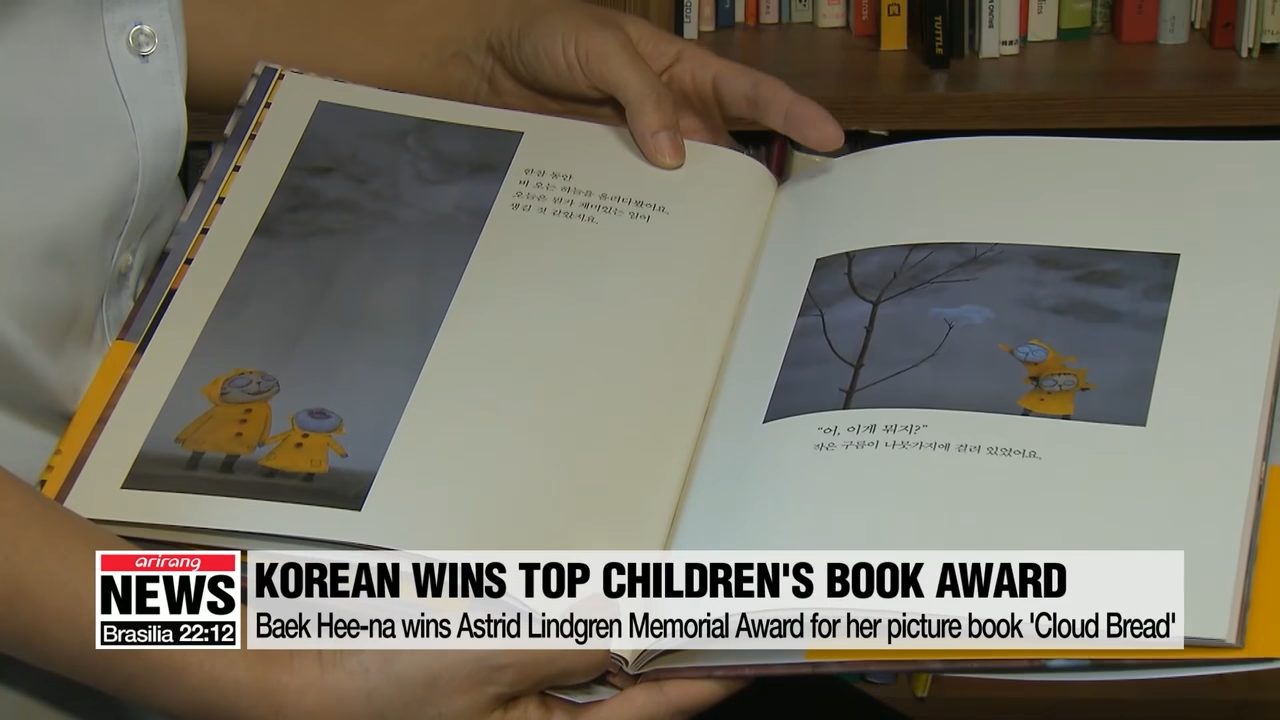 TUTTLE
한참 동안
비 오는 하늘을 올려다봤어요.
오늘은 뭔가 재미있는 일이
생길 것 같았지요.
"어, 이게 뭐지?"
작은 구름이 나뭇가지에 걸려 있었어요.
arirang
NEWS
Brasilia 22:12
KOREAN WINS TOP CHILDREN'S BOOK AWARD
Baek Hee-na wins Astrid Lindgren Memorial Award for her picture book 'Cloud Bread'